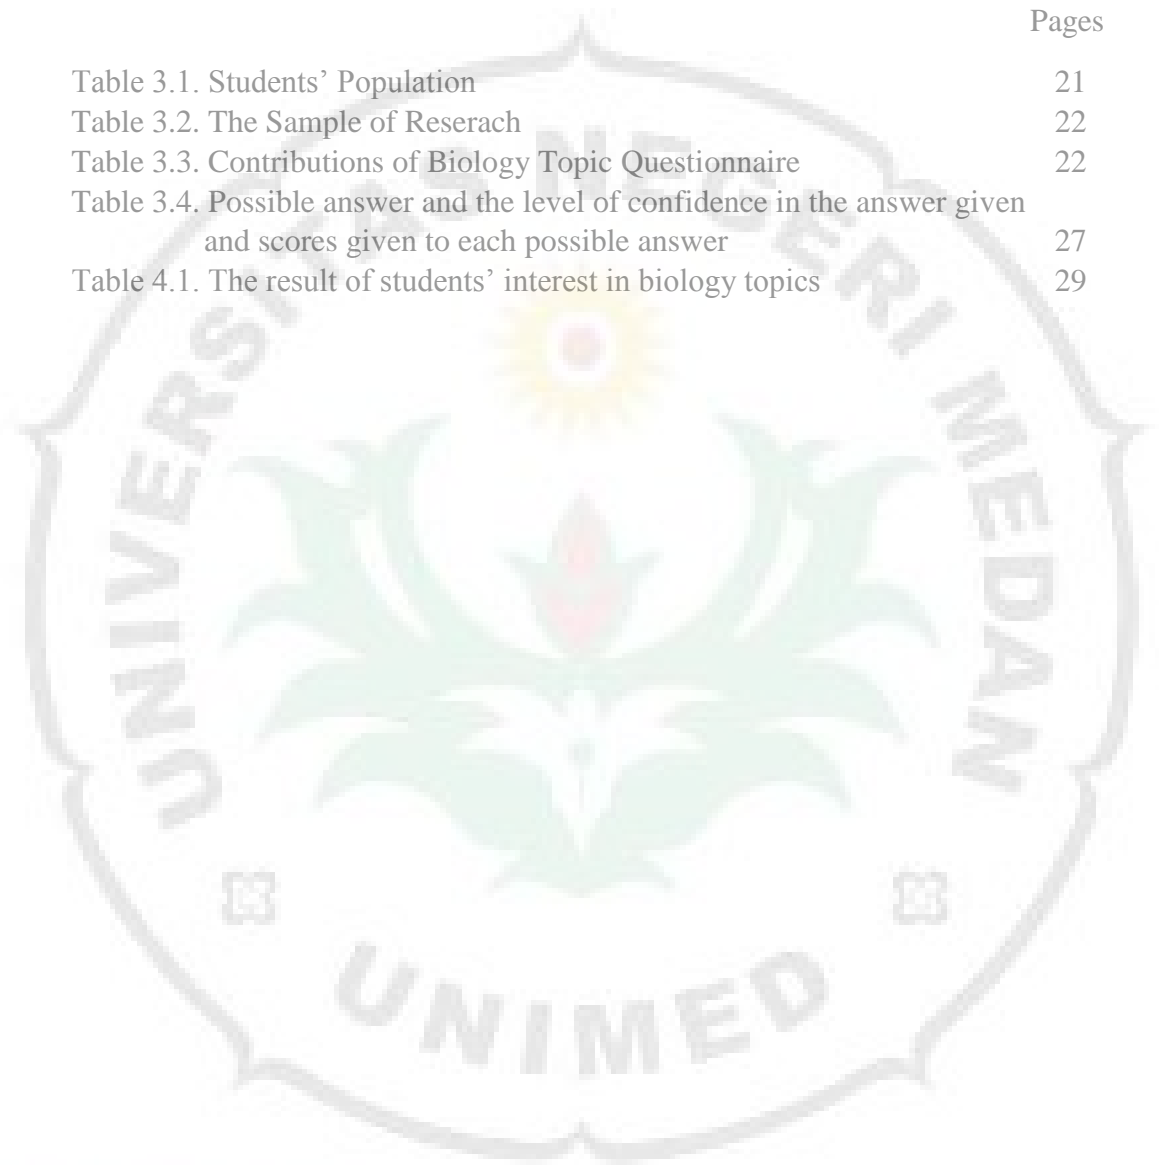 Pages
Table 3.1. Students’ Population 21
Table 3.2. The Sample of Reserach 22
Table 3.3. Contributions of Biology Topic Questionnaire 22
Table 3.4. Possible answer and the level of confidence in the answer given
and scores given to each possible answer 27
Table 4.1. The result of students’ interest in biology topics 29
UNIVERSITAS NEGERI MEDAN
UNIMED